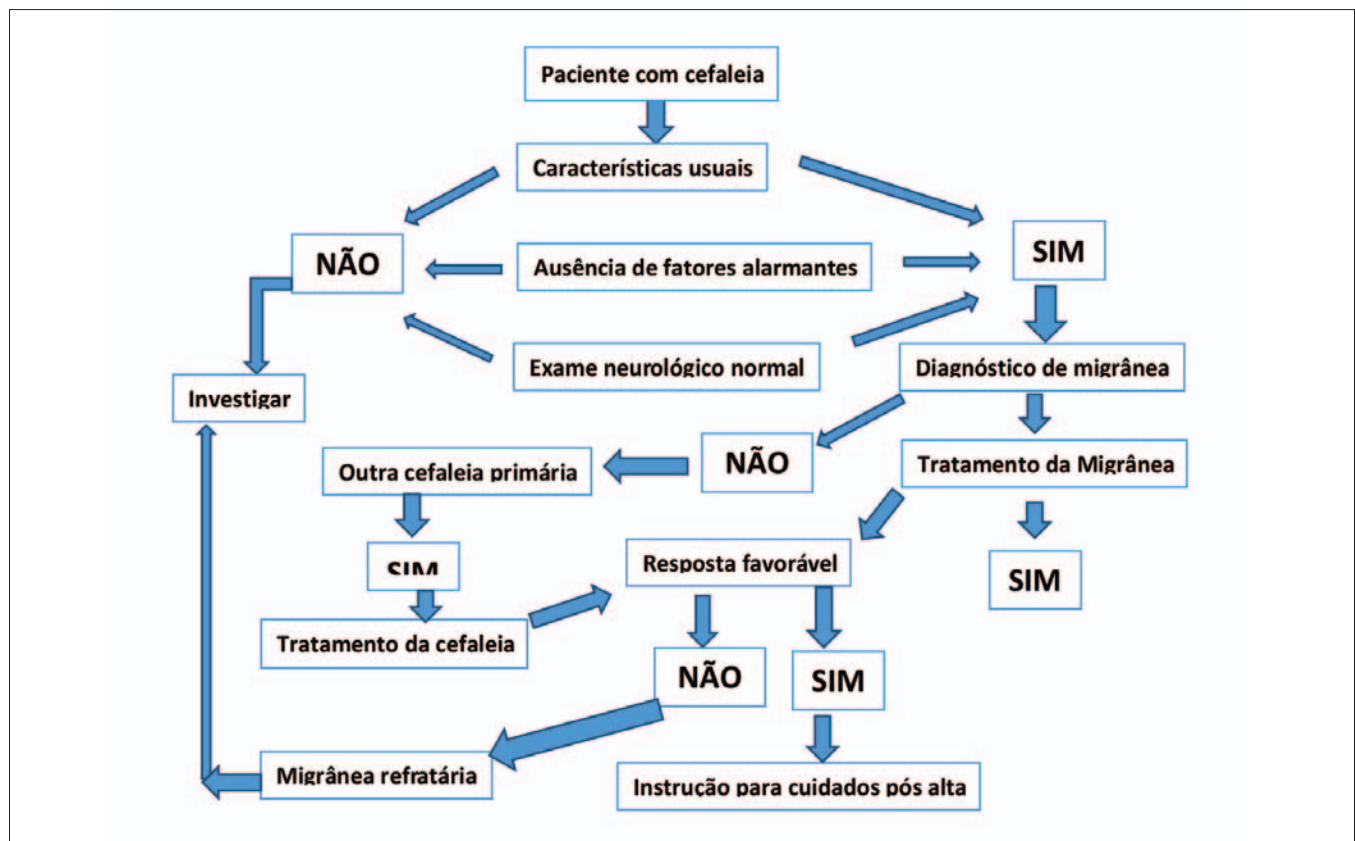 Paciente com cefaleia
Características usuais
NÃO
Ausência de fatores alarmantes
SIM
Exame neurológico normal
Diagnóstico de migrânea
Investigar
NÃO
Tratamento da Migrânea
Outra cefaleia primária
SIM
Resposta favorável
SIM
Tratamento da cefaleia
NÃO
SIM
Migrânea refratária
Instrução para cuidados pós alta